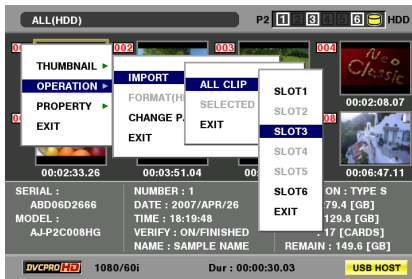 ALL(HDD)
P2 1 2 3 4 5 6 HDD
002 003 004
THUMBNAIL
OPERATION
PROPERTY
EXIT
IMPORT
FORMAT(H
CHANGE P
EXIT
ALL CLIP
SELECTED
EXIT
SLOT1
SLOT2
SLOT3
SLOT4
SLOT5
SLOT6
EXIT
Neo
Classic
00:02:08.07
00:02:33.26
00:03:51.04
00:06:47.11
SERIAL :
ABD06D2666
MODEL :
AJ-P2C008HG
NUMBER : 1
DATE : 2007/APR/26
TIME : 18:19:48
VERIFY : ON/FINISHED
NAME : SAMPLE NAME
ON : TYPE S
79.4 [GB]
129.8 [GB]
17 [CARDS]
REMAIN : 149.6 [GB]
DVCPRO HD
1080/60i
Dur : 00:00:30.03
USB HOST